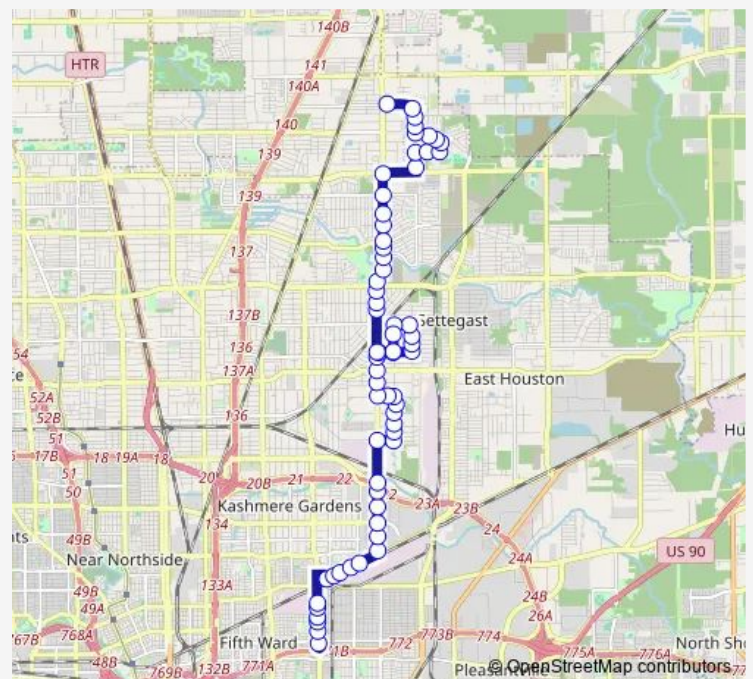 140B
HTR
141
140A
140
139
139
137
137B
Settegast
136
54
137A
East Houston
52A
52B
136
51
17B
18
19A
18
51
20
20B
21
22
50
23A
23B
Kashmere Gardens
134
24
49B
Near Northside
24A
US 90
133A
49B
24B
49A
26A
767B
768A
Fifth Ward
772
773B
774
North Sh
48B
132B
771A
775A
776A
769B
© OpenStreetMap contributors